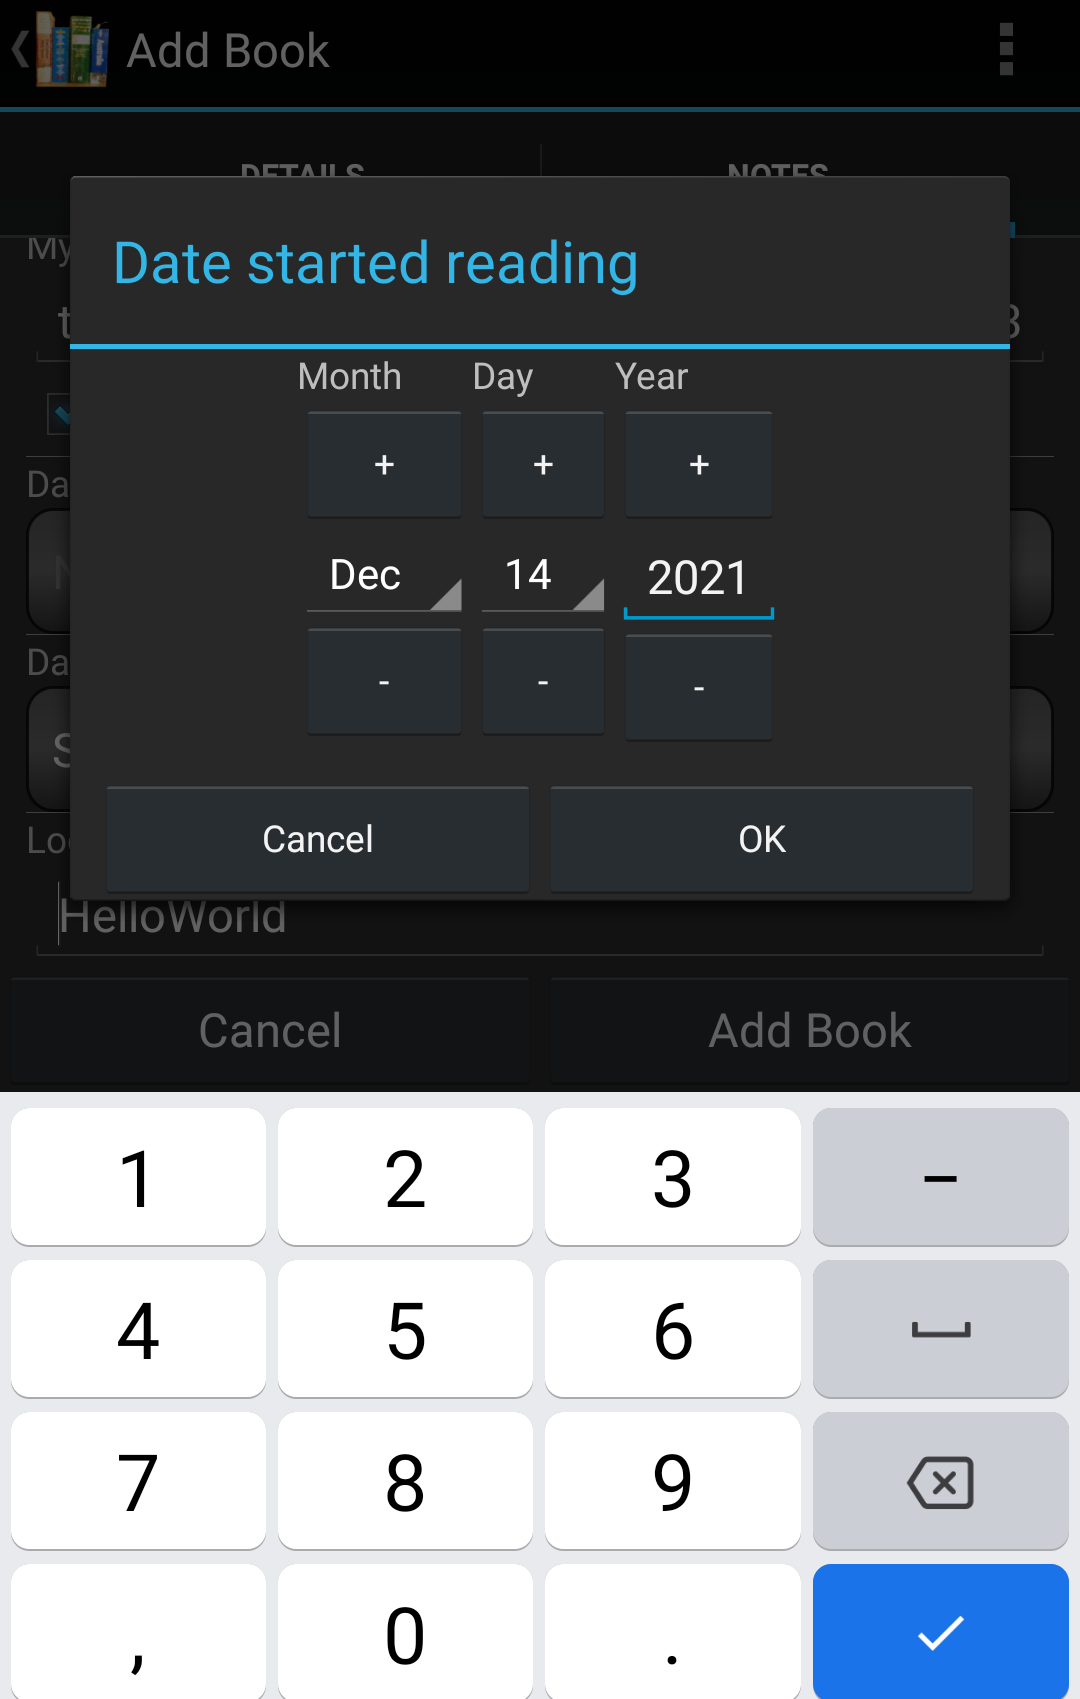 Add Book
DETAILS NOTES
My
Date started reading
Month Day Year
+ + +
Dec 14 2021
- - -
Da
Da
Cancel OK
HelloWorld
Cancel Add Book
1 2 3 –
4 5 6
7 8 9
, 0 .